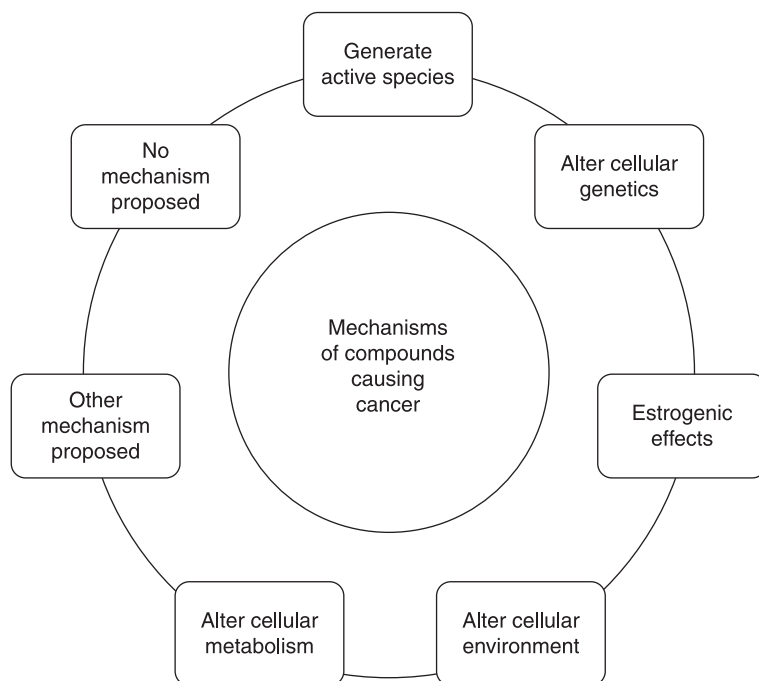 Generate
active species
Alter cellular
genetics
Estrogenic
effects
Alter cellular
environment
Alter cellular
metabolism
Other
mechanism
proposed
No
mechanism
proposed
Mechanisms
of compounds
causing
cancer